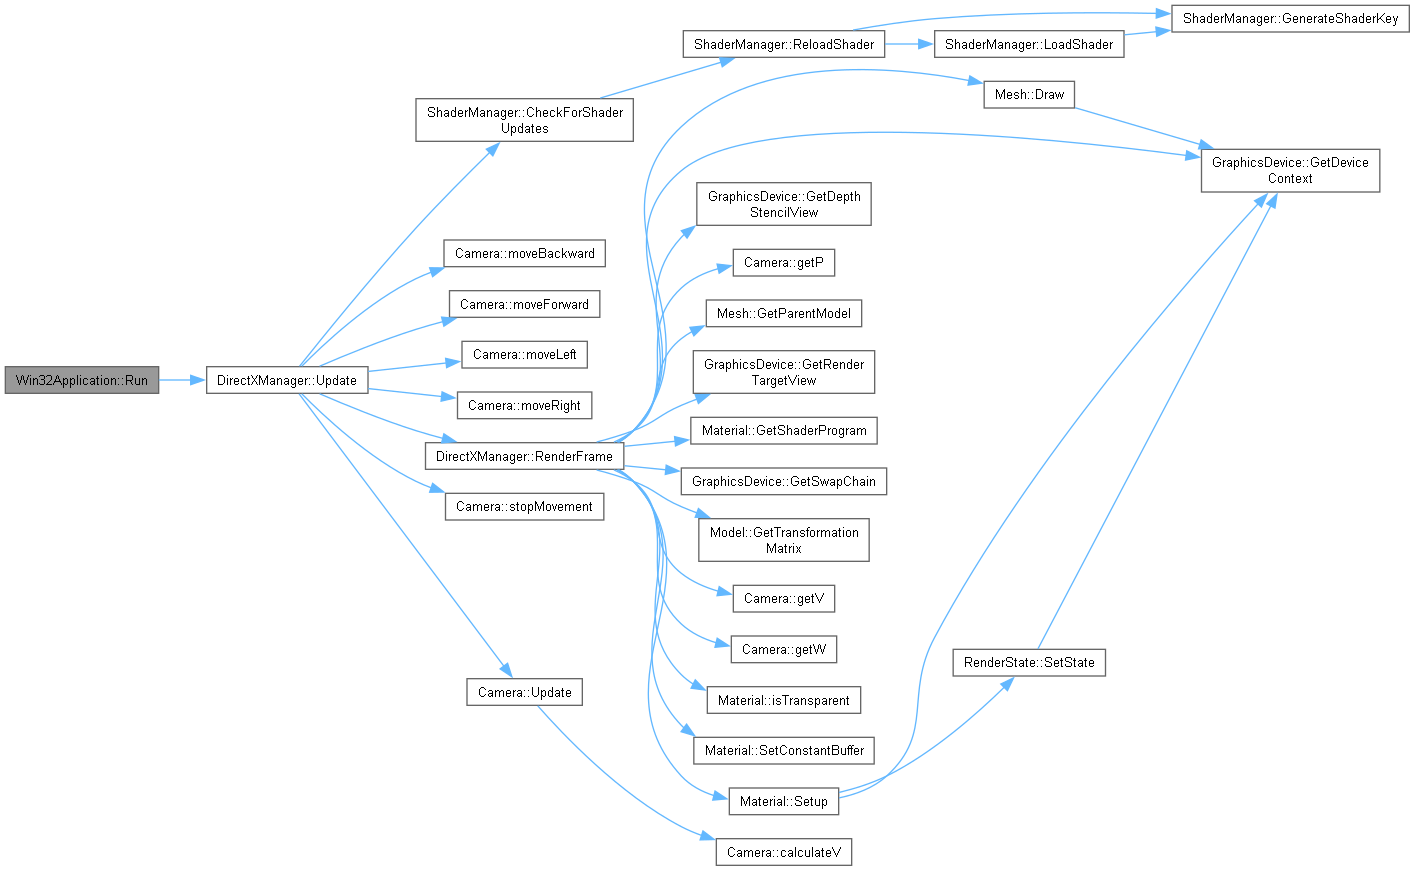 ShaderManager::GenerateShaderKey
ShaderManager::ReloadShader
ShaderManager::LoadShader
Mesh::Draw
ShaderManager::CheckForShader
Updates
GraphicsDevice::GetDevice
Context
GraphicsDevice::GetDepth
StencilView
Camera::moveBackward
Camera::getP
Camera::moveForward
Mesh::GetParentModel
Camera::moveLeft
GraphicsDevice::GetRender
TargetView
Win32Application::Run
DirectXManager::Update
Camera::moveRight
Material::GetShaderProgram
DirectXManager::RenderFrame
GraphicsDevice::GetSwapChain
Camera::stopMovement
Model::GetTransformation
Matrix
Camera::getV
Camera::getW
RenderState::SetState
Camera::Update
Material::isTransparent
Material::SetConstantBuffer
Material::Setup
Camera::calculateV